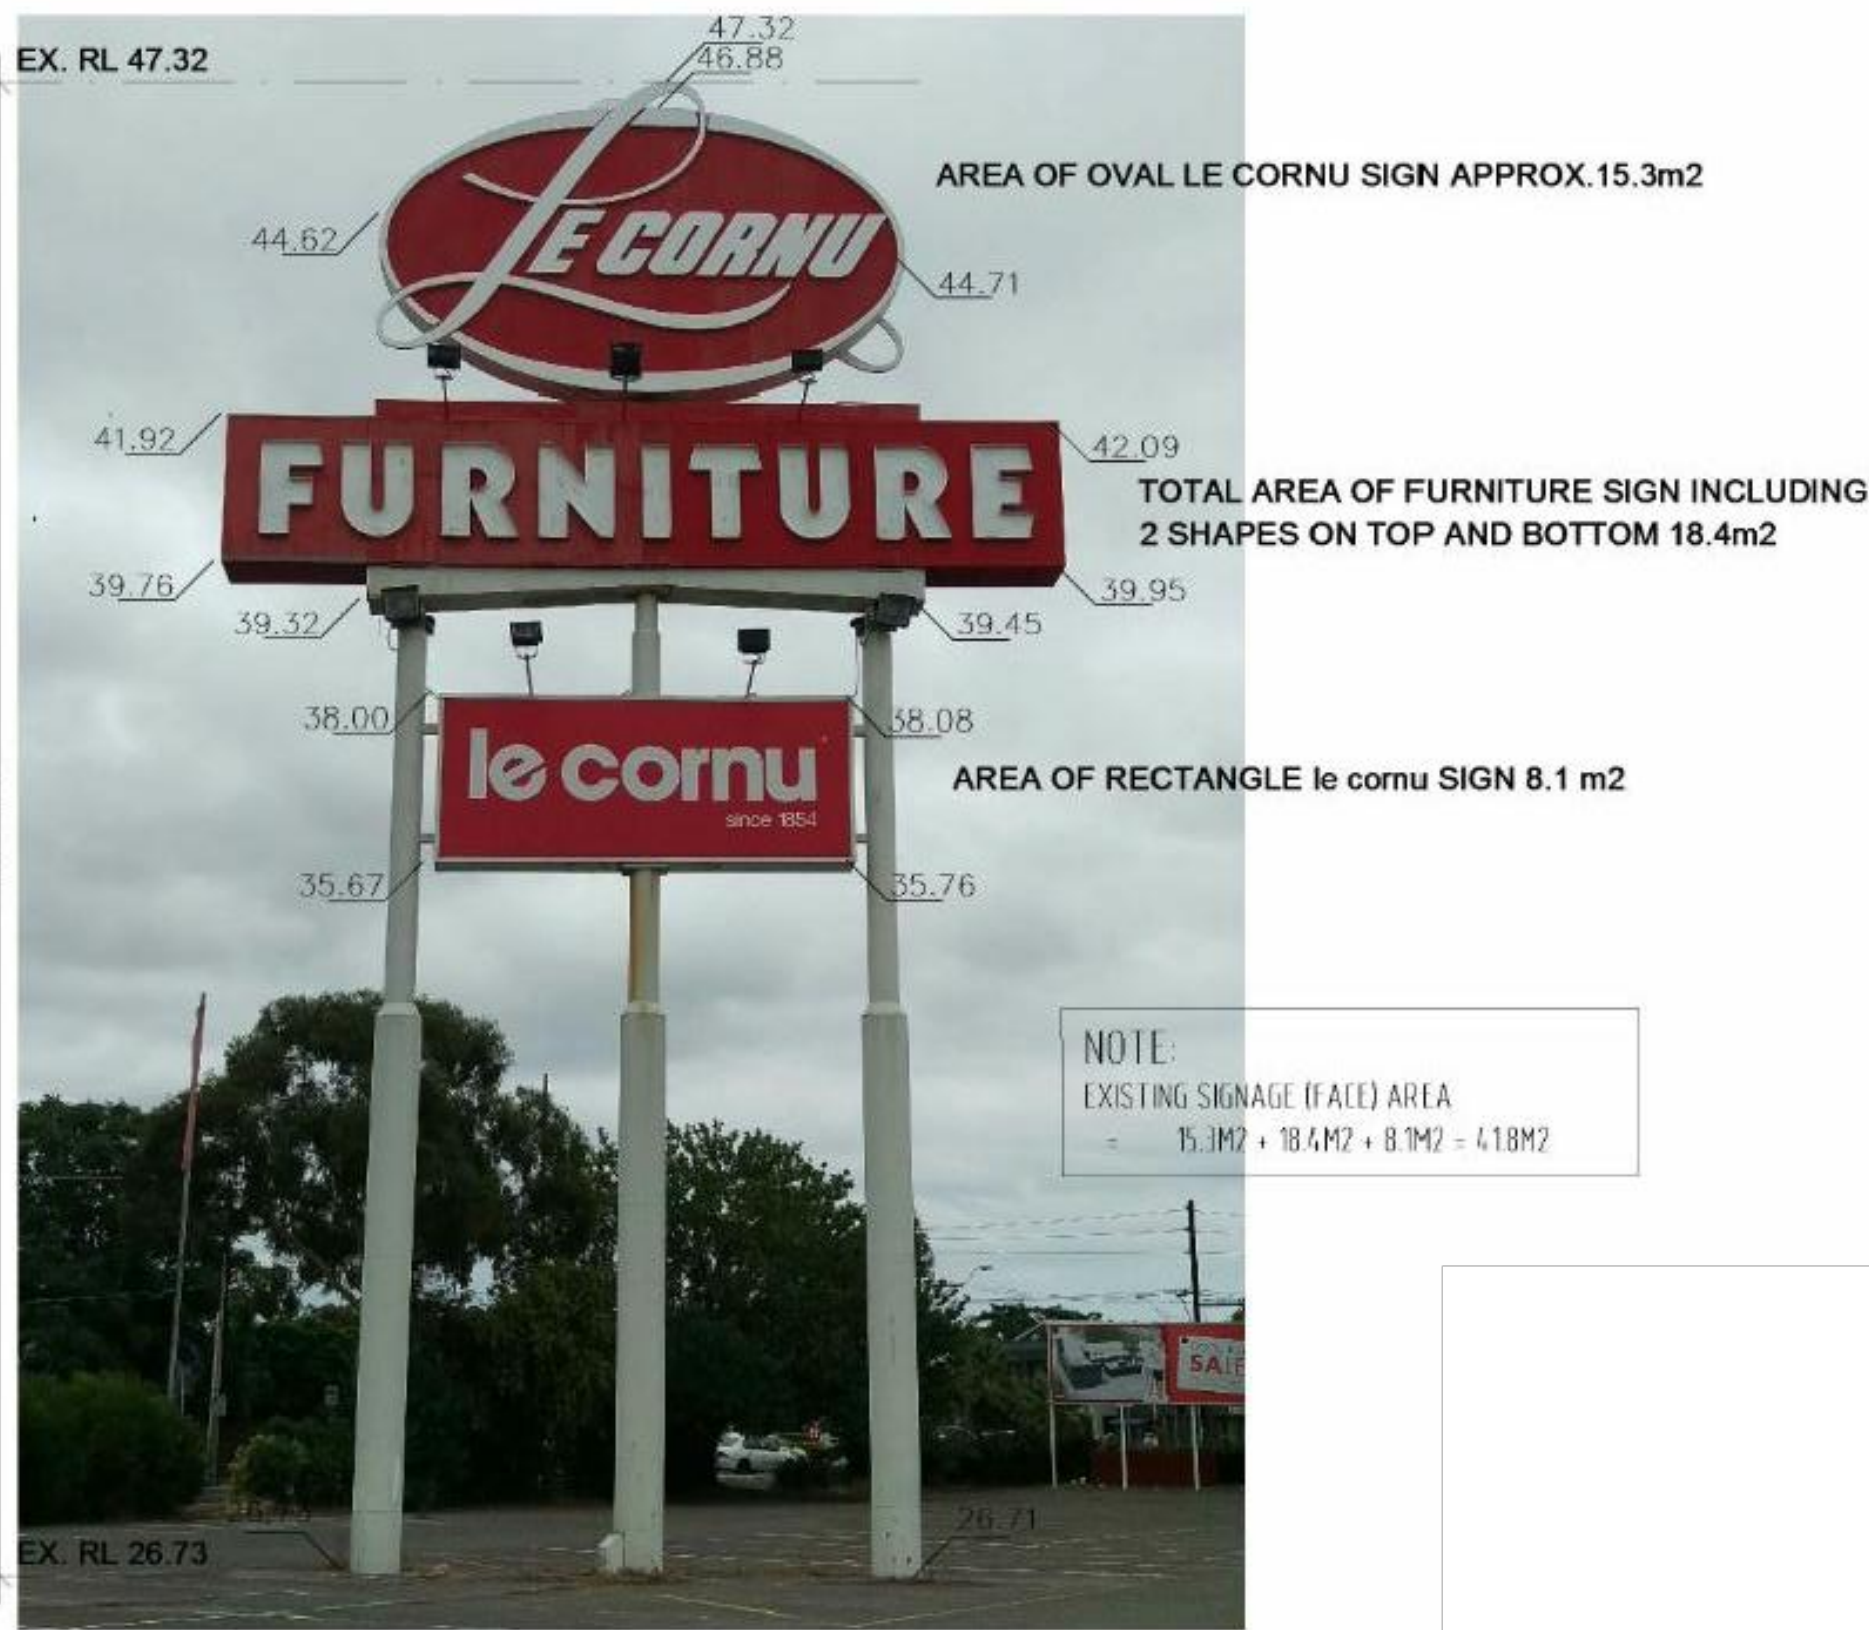 47.32
EX. RL 47.32
46.88
AREA OF OVAL LE CORNU SIGN APPROX.15.3m2
LE CORNU
44.62
44.71
41.92
42.09
FURNITURE
TOTAL AREA OF FURNITURE SIGN INCLUDING
2 SHAPES ON TOP AND BOTTOM 18.4m2
39.76
39.95
39.32
39.45
38.00
38.08
le cornu
AREA OF RECTANGLE le cornu SIGN 8.1 m2
since 1854
35.67
35.76
NOTE:
EXISTING SIGNAGE (FACE) AREA
= 15.3M2 + 18.4M2 + 8.1M2 = 41.8M2
SALE
26.71
EX. RL 26.73